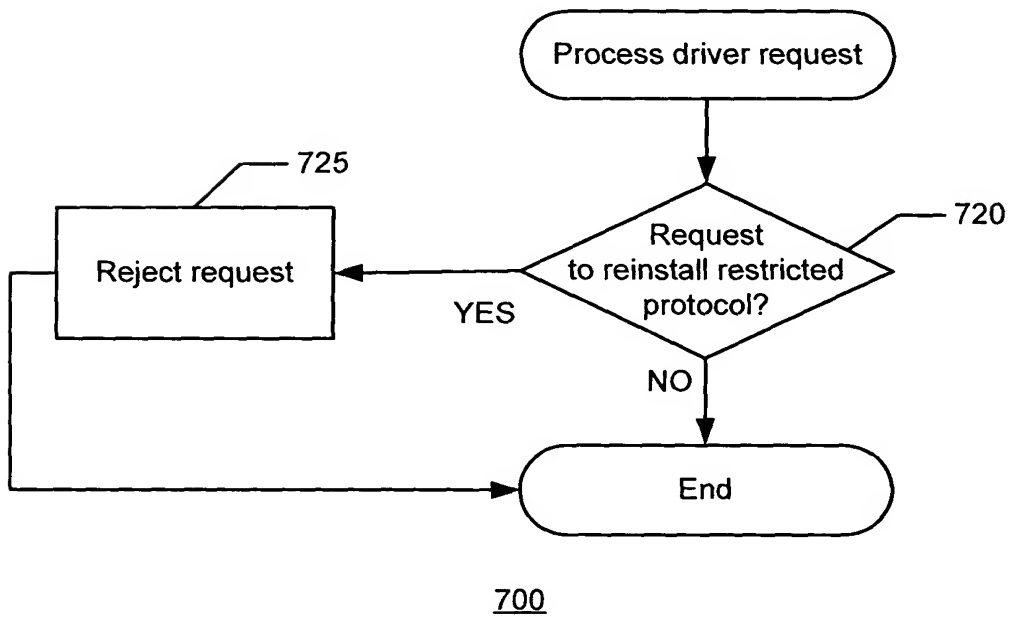 Process driver request
725
720
Request
to reinstall restricted
protocol?
Reject request
YES
NO
End
700